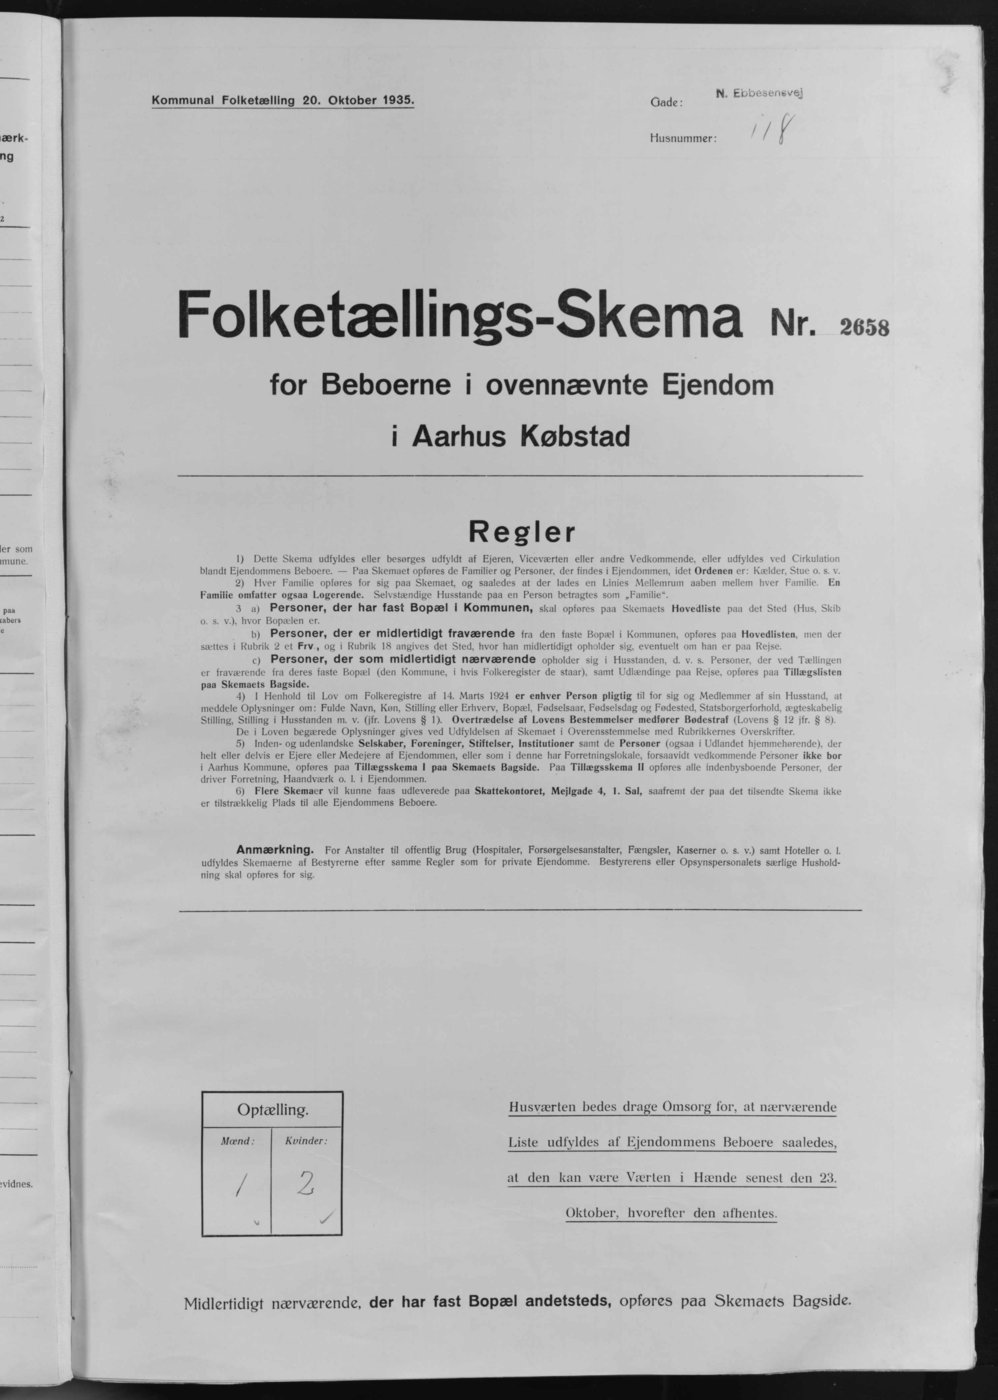 ærk-
ng
2
ler som
mmune.
paa
kabers
e
evidnes.
Kommunal Folketælling 20. Oktober 1935.
Gade: N. Ebbesensvej
Husnummer: 118
Folketællings-Skema Nr. 2658
for Beboerne i ovennævnte Ejendom
i Aarhus Købstad
Regler
1) Dette Skema udfyldes eller besørges udfyldt af Ejeren, Viceværten eller andre Vedkommende, eller udfyldes ved Cirkulation
blandt Ejendommens Beboere. — Paa Skemaet opføres de Familier og Personer, der findes i Ejendommen, idet Ordenen er: Kælder, Stue o. s. v.
2) Hver Familie opføres for sig paa Skemaet, og saaledes at der lades en Linies Mellemrum aaben mellem hver Familie. En
Familie omfatter ogsaa Logerende. Selvstændige Husstande paa en Person betragtes som „Familie“.
3 a) Personer, der har fast Bopæl i Kommunen, skal opføres paa Skemaets Hovedliste paa det Sted (Hus, Skib
o. s. v.), hvor Bopælen er.
b) Personer, der er midlertidigt fraværende fra den faste Bopæl i Kommunen, opføres paa Hovedlisten, men der
sættes i Rubrik 2 et Frv., og i Rubrik 18 angives det Sted, hvor han midlertidigt opholder sig, eventuelt om han er paa Rejse.
c) Personer, der som midlertidigt nærværende opholder sig i Husstanden, d. v. s. Personer, der ved Tællingen
er fraværende fra deres faste Bopæl (den Kommune, i hvis Folkeregister de staar), samt Udlændinge paa Rejse, opføres paa Tillægslisten
paa Skemaets Bagside.
4) I Henhold til Lov om Folkeregistre af 14. Marts 1924 er enhver Person pligtig til for sig og Medlemmer af sin Husstand, at
meddele Oplysninger om: Fulde Navn, Køn, Stilling eller Erhverv, Bopæl, Fødselsaar, Fødselsdag og Fødested, Statsborgerforhold, ægteskabelig
Stilling, Stilling i Husstanden m. v. (jfr. Lovens § 1). Overtrædelse af Lovens Bestemmelser medfører Bødestraf (Lovens § 12 jfr. § 8).
De i Loven begærede Oplysninger gives ved Udfyldelsen af Skemaet i Overensstemmelse med Rubrikkernes Overskrifter.
5) Inden- og udenlandske Selskaber, Foreninger, Stiftelser, Institutioner samt de Personer (ogsaa i Udlandet hjemmehørende), der
helt eller delvis er Ejere eller Medejere af Ejendommen, eller som i denne har Forretningslokale, forsaavidt vedkommende Personer ikke bor
i Aarhus Kommune, opføres paa Tillægsskema I paa Skemaets Bagside. Paa Tillægsskema II opføres alle indenbysboende Personer, der
driver Forretning, Haandværk o. l. i Ejendommen.
6) Flere Skemaer vil kunne faas udleverede paa Skattekontoret, Mejlgade 4, 1. Sal, saafremt der paa det tilsendte Skema ikke
er tilstrækkelig Plads til alle Ejendommens Beboere.
Anmærkning. For Anstalter til offentlig Brug (Hospitaler, Forsørgelsesanstalter, Fængsler, Kaserner o. s. v.) samt Hoteller o. l.
udfyldes Skemaerne af Bestyrerne efter samme Regler som for private Ejendomme. Bestyrerens eller Opsynspersonalets særlige Hushold-
ning skal opføres for sig.
Optælling.
Mænd: Kvinder:
1 2
Husværten bedes drage Omsorg for, at nærværende
Liste udfyldes af Ejendommens Beboere saaledes,
at den kan være Værten i Hænde senest den 23.
Oktober, hvorefter den afhentes.
Midlertidigt nærværende, der har fast Bopæl andetsteds, opføres paa Skemaets Bagside.